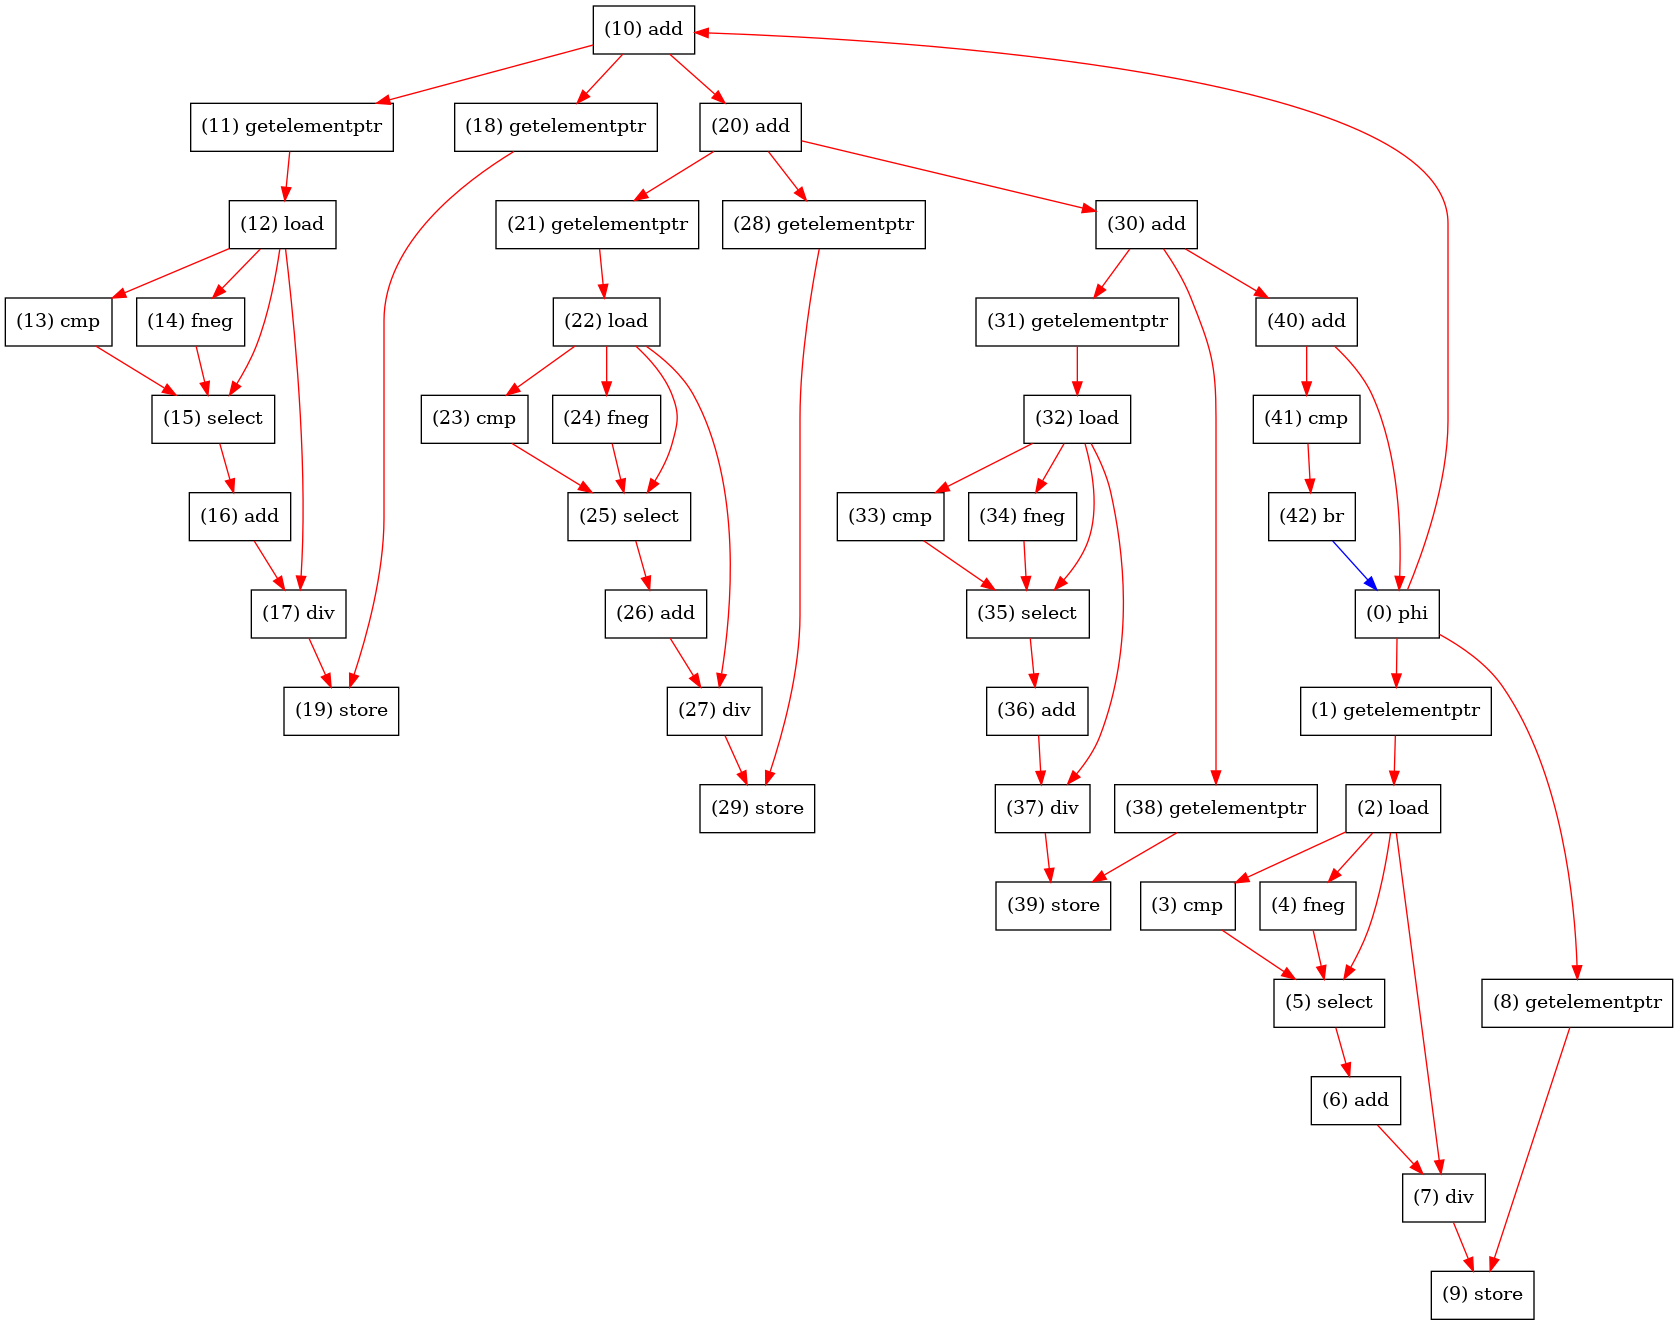 (10) add
(11) getelementptr
(18) getelementptr
(20) add
(12) load
(21) getelementptr
(28) getelementptr
(30) add
(13) cmp
(14) fneg
(22) load
(31) getelementptr
(40) add
(15) select
(23) cmp
(24) fneg
(32) load
(41) cmp
(16) add
(25) select
(33) cmp
(34) fneg
(42) br
(17) div
(26) add
(35) select
(0) phi
(19) store
(27) div
(36) add
(1) getelementptr
(29) store
(37) div
(38) getelementptr
(2) load
(39) store
(3) cmp
(4) fneg
(5) select
(8) getelementptr
(6) add
(7) div
(9) store